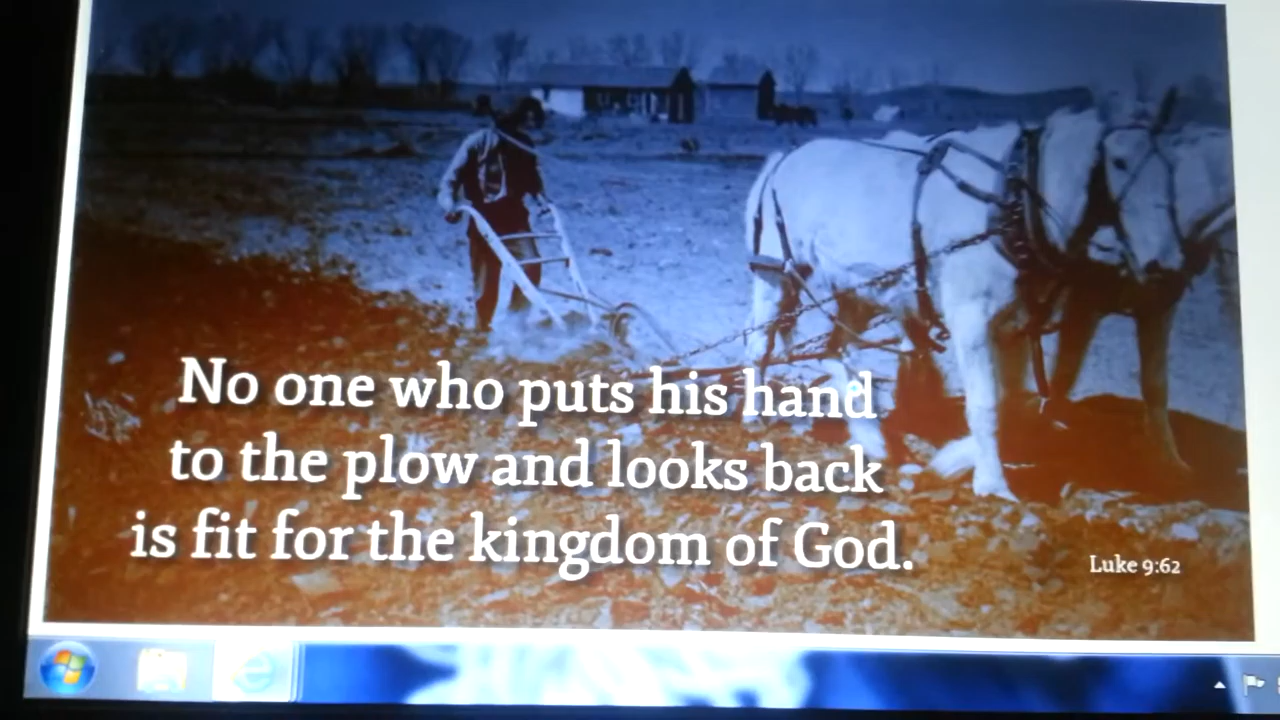 No one who puts his hand
to the plow and looks back
is fit for the kingdom of God.
Luke 9:62